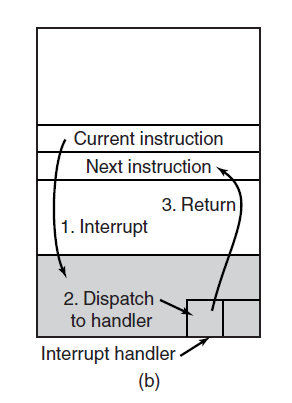 Current instruction
Next instruction
3. Return
1. Interrupt
2. Dispatch
to handler
Interrupt handler
(b)